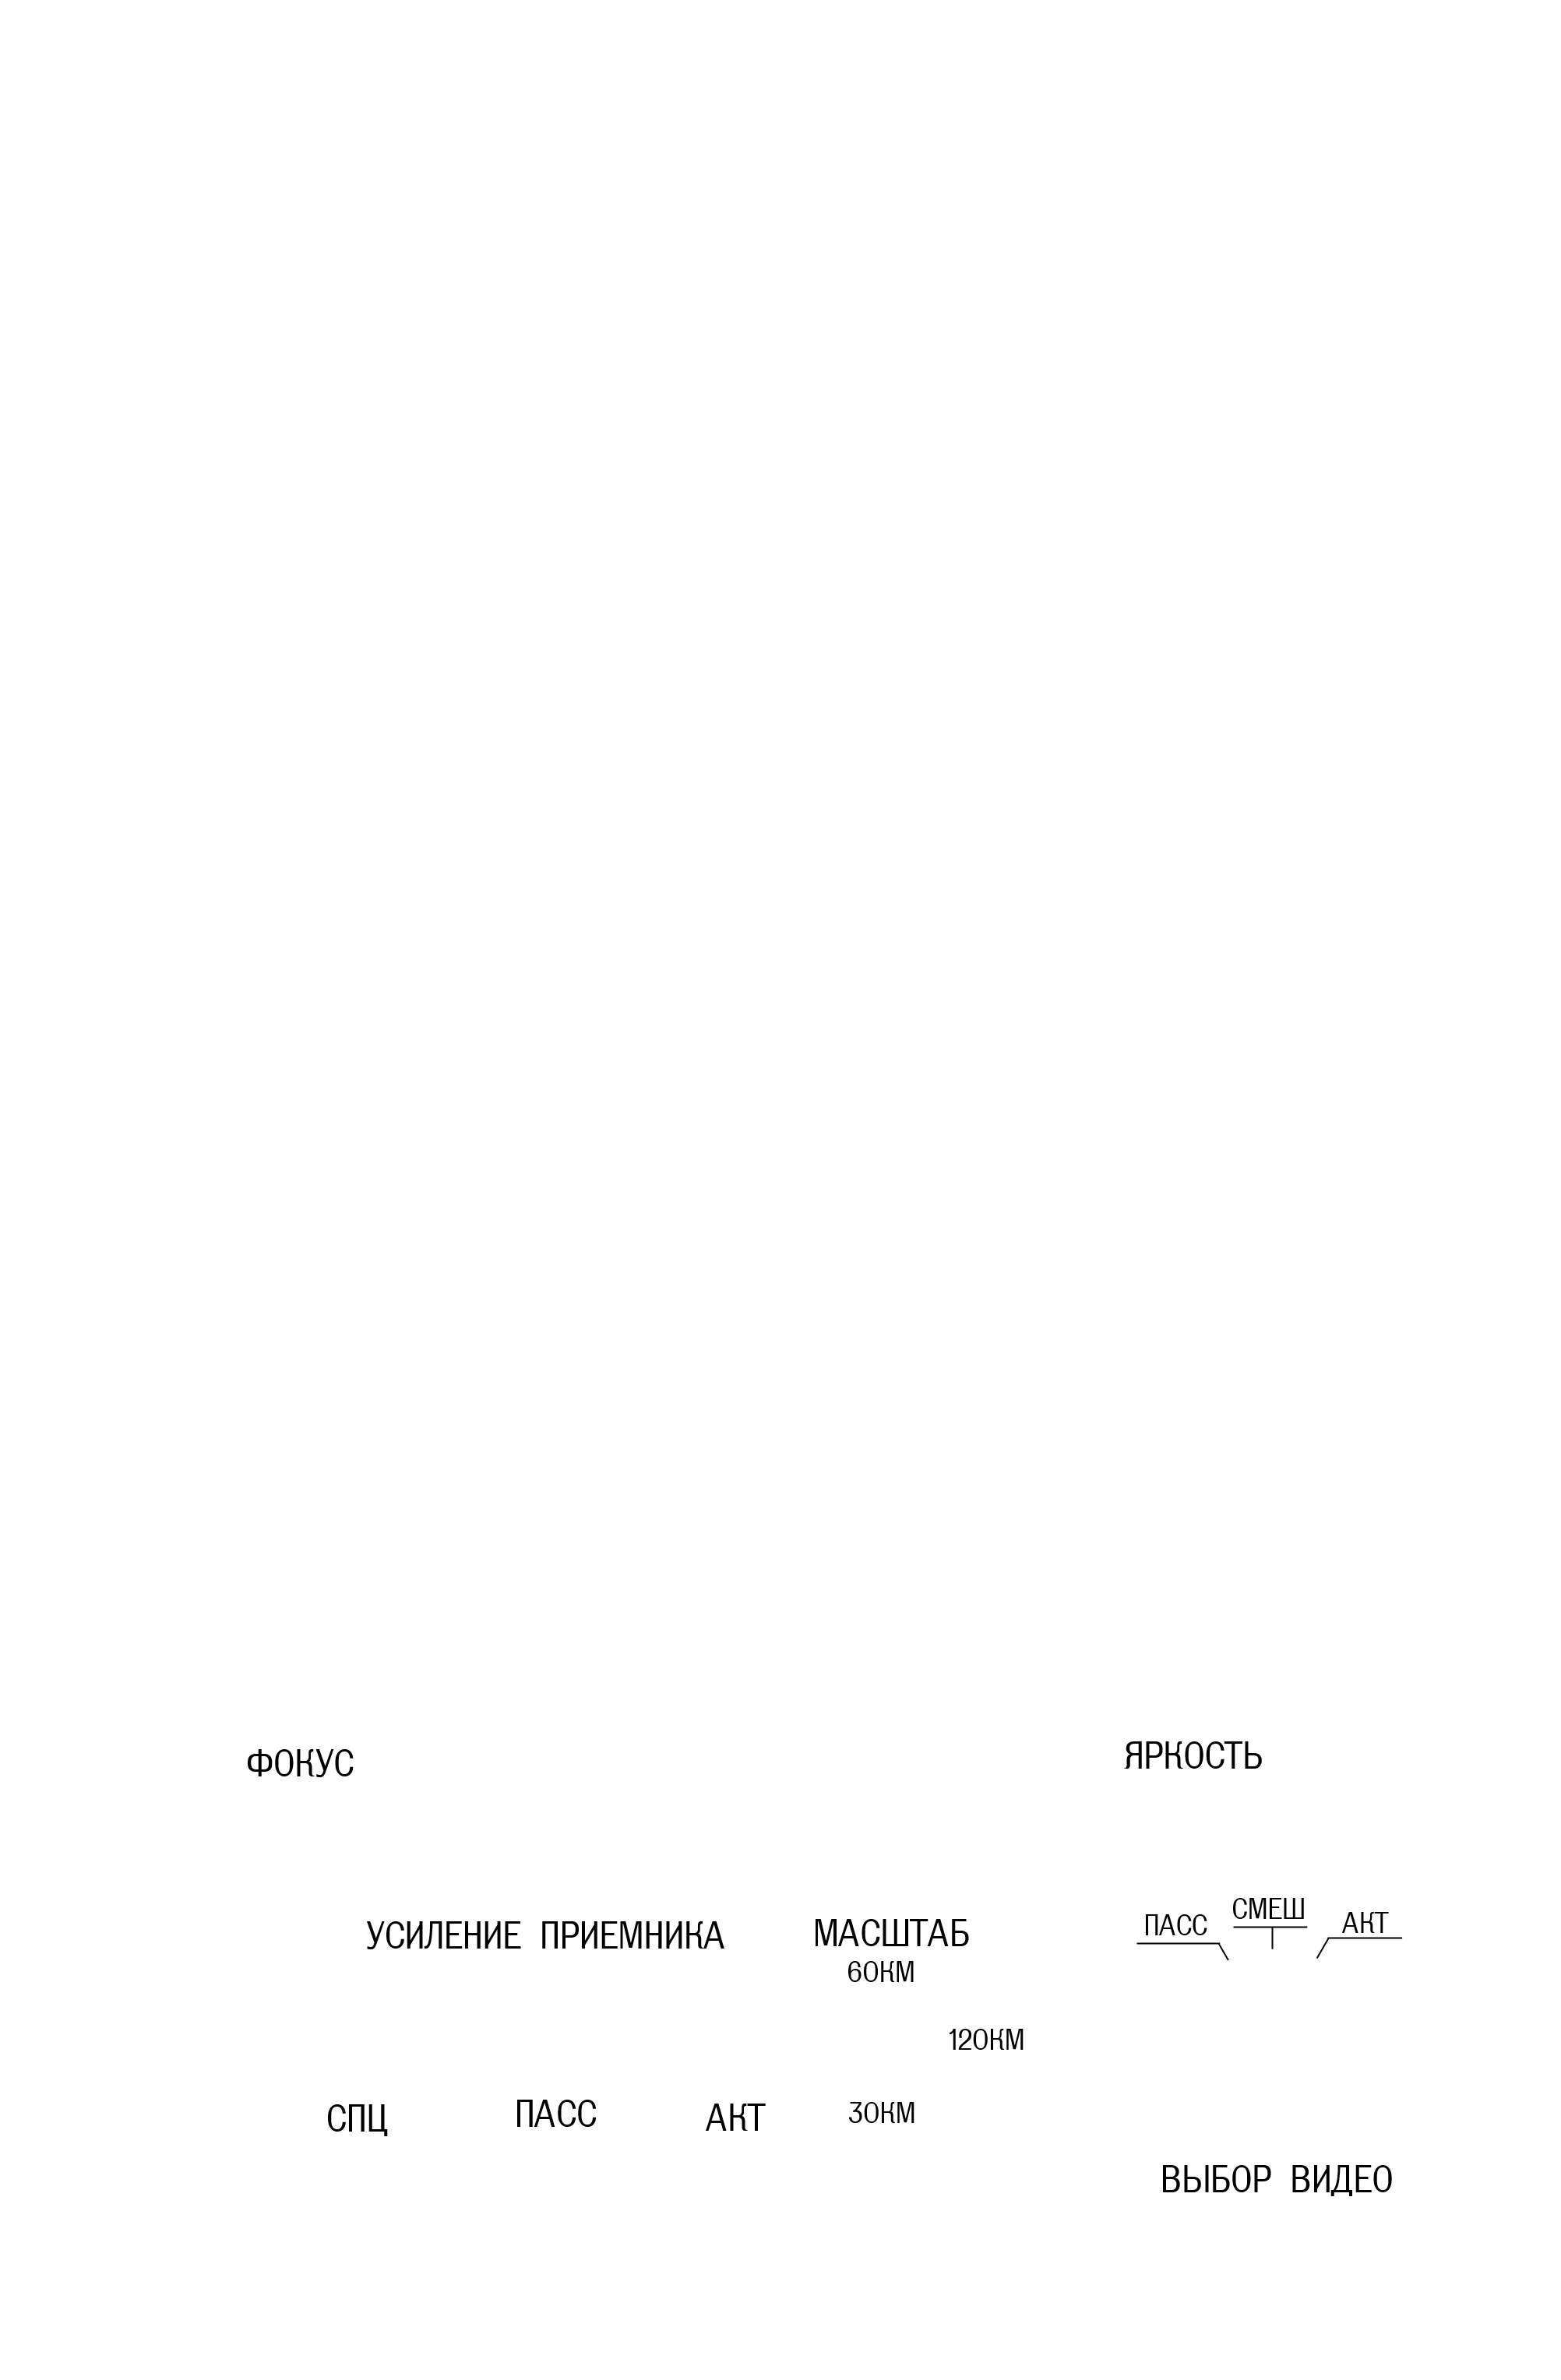 ФОКУС
ЯРКОСТЬ
УСИЛЕНИЕ ПРИЕМНИКА
МАСШТАБ
ПАСС
СМЕШ
АКТ
60КМ
120КМ
СПЦ
ПАСС
АКТ
30КМ
ВЫБОР ВИДЕО